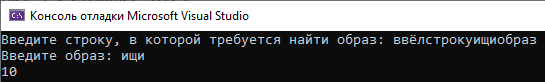 Консоль отладки Microsoft Visual Studio
Введите строку, в которой требуется найти образ: ввёлстрокуищиобраз
Введите образ: ищи
10